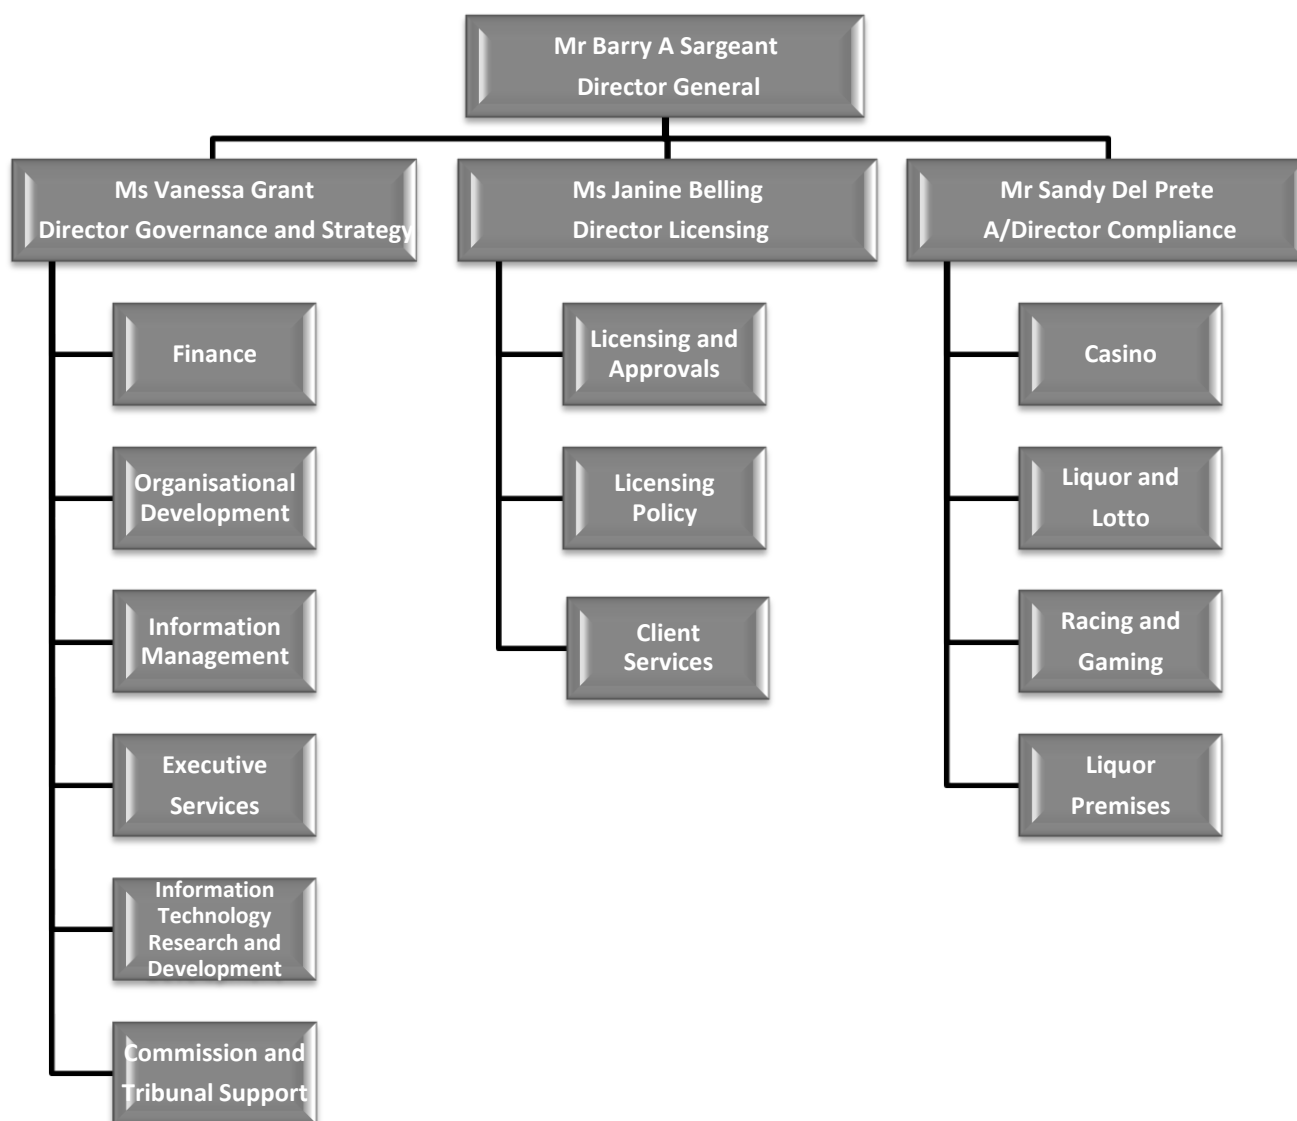 Mr Barry A Sargeant
Director General
Ms Vanessa Grant
Director Governance and Strategy
Ms Janine Belling
Director Licensing
Mr Sandy Del Prete
A/Director Compliance
Finance
Organisational
Development
Information
Management
Executive
Services
Information
Technology
Research and
Development
Commission and
Tribunal Support
Licensing and
Approvals
Licensing
Policy
Client
Services
Casino
Liquor and
Lotto
Racing and
Gaming
Liquor
Premises